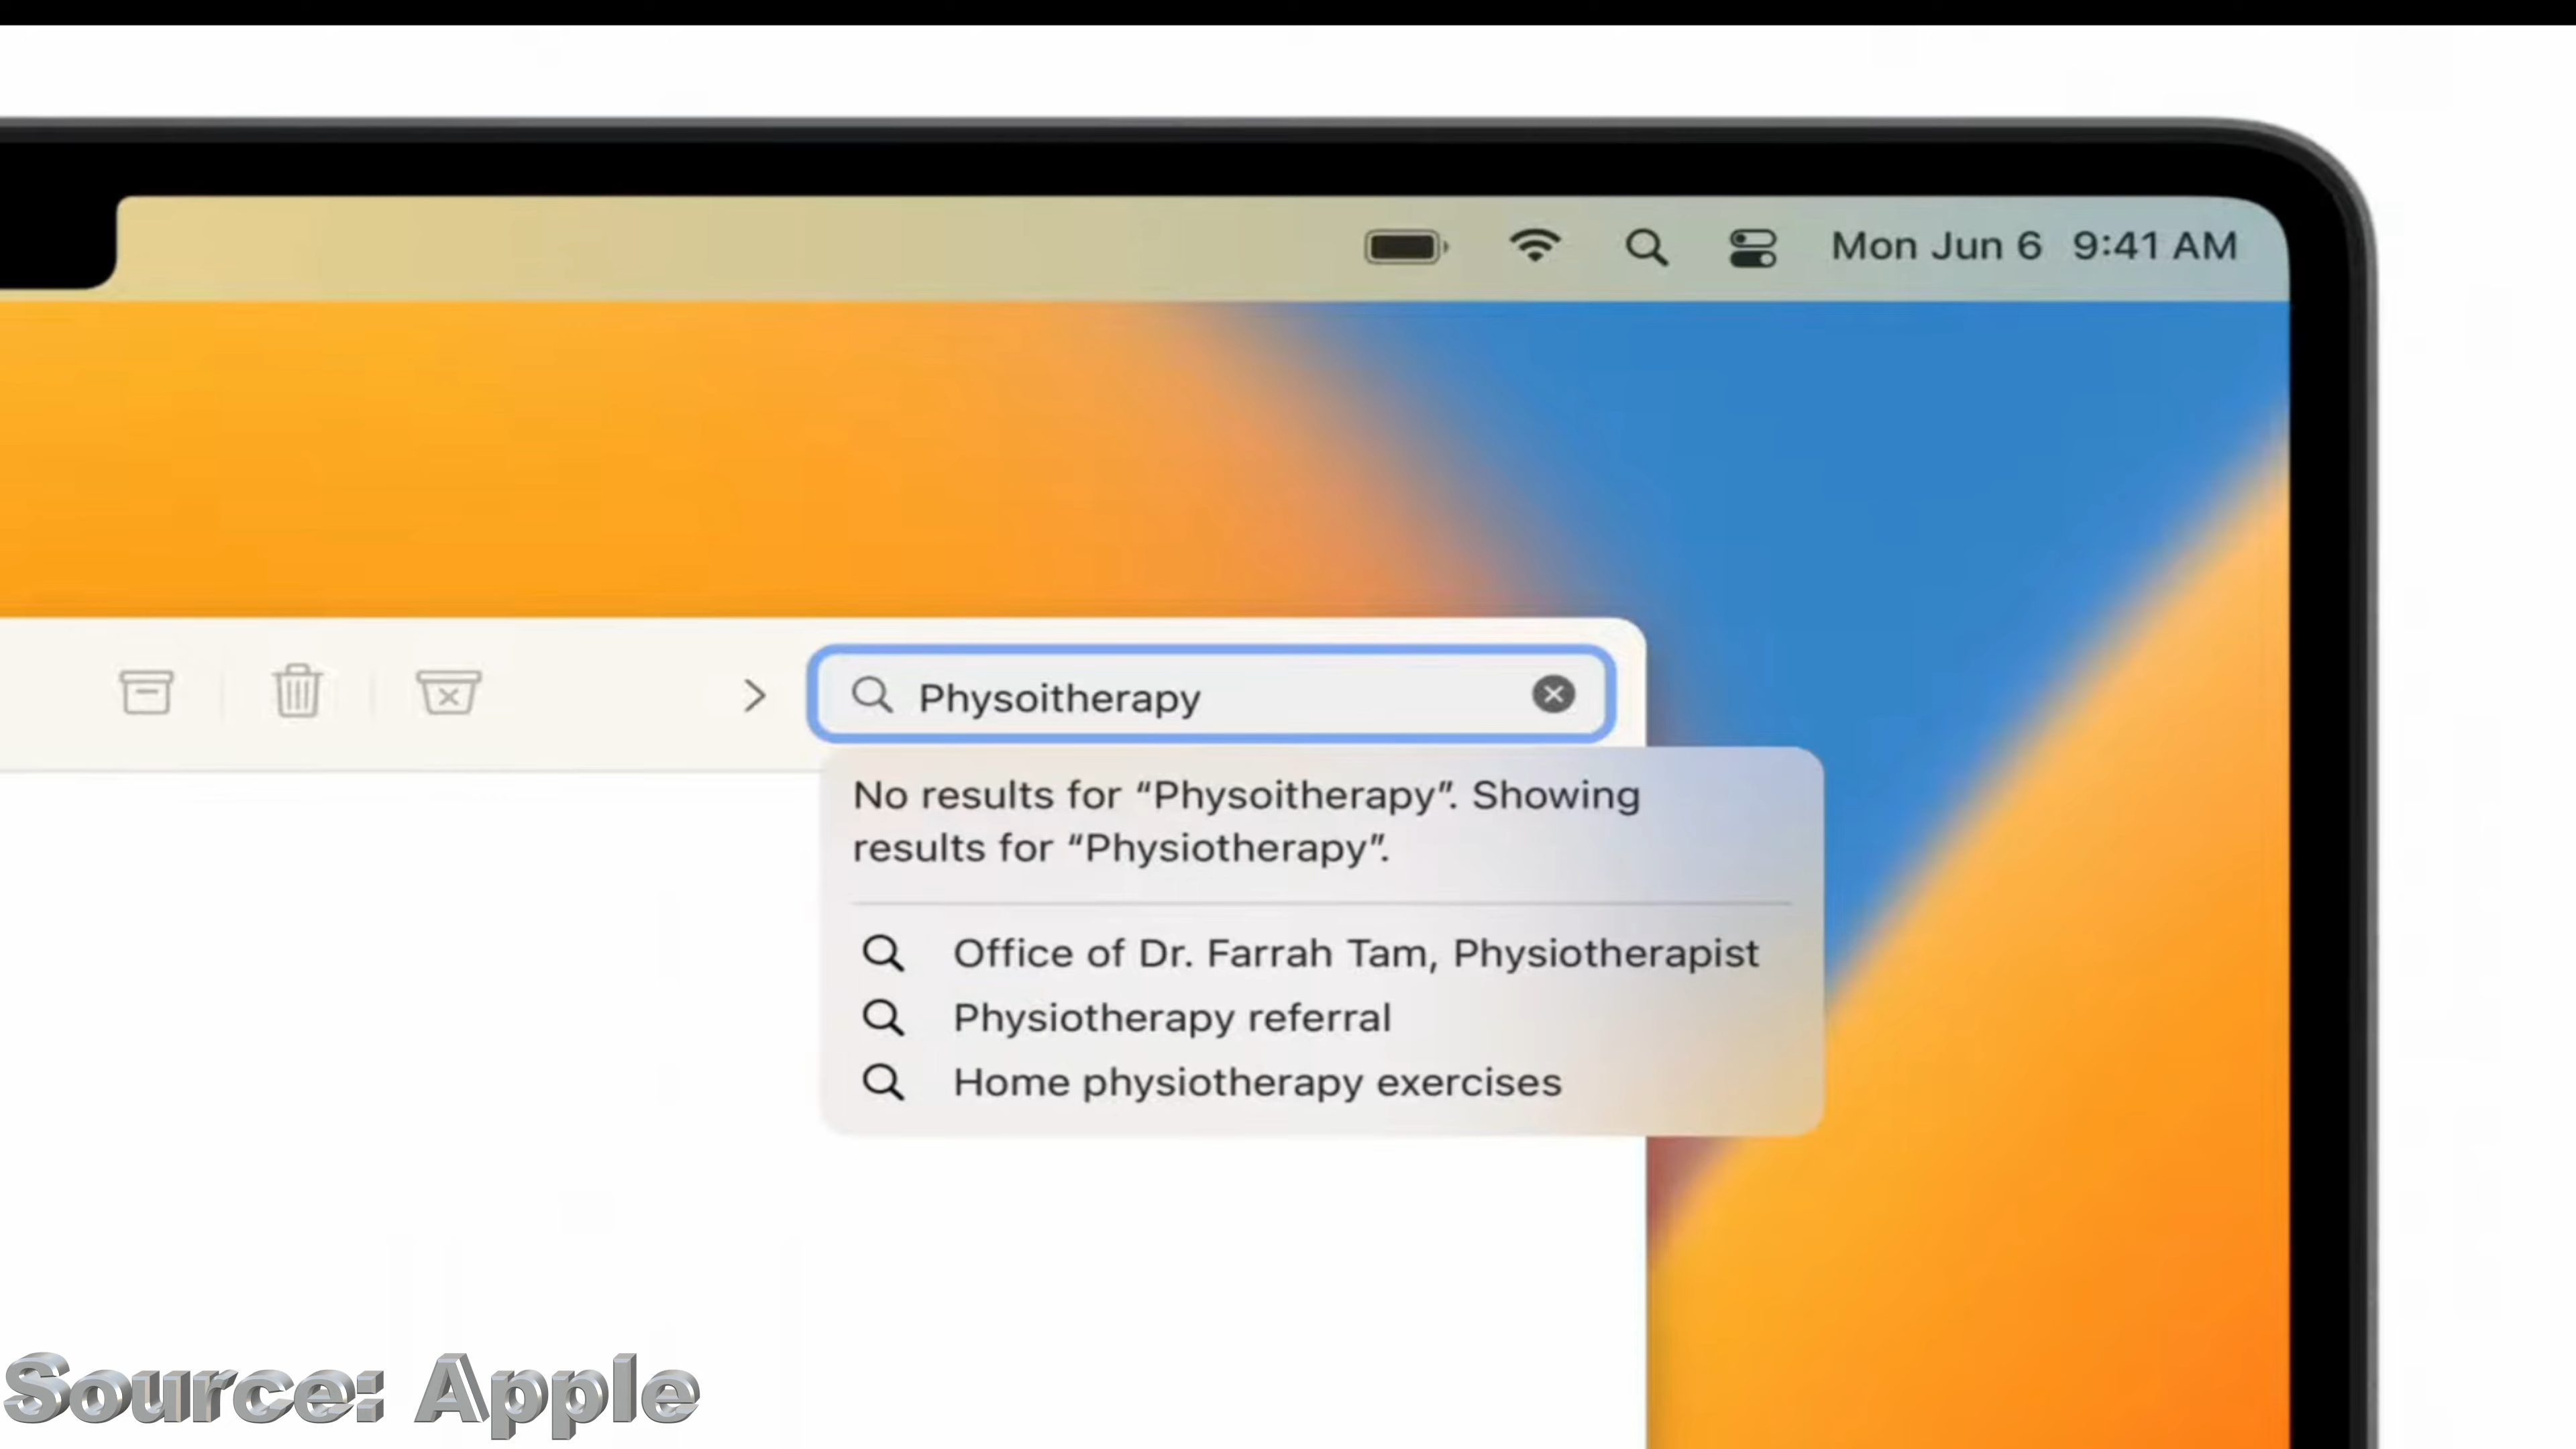 Mon Jun 6 9:41 AM
Physoitherapy
No results for “Physoitherapy”. Showing
results for “Physiotherapy”.
Office of Dr. Farrah Tam, Physiotherapist
Physiotherapy referral
Home physiotherapy exercises
Source: Apple